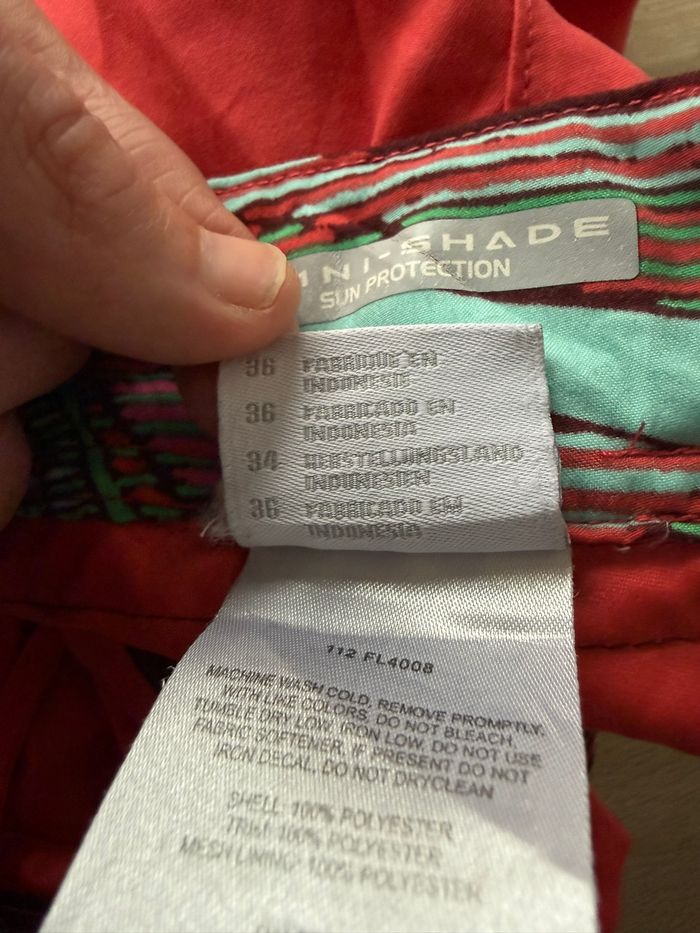 MNI-SHADE
SUN PROTECTION
36 FABRIQUE EN
INDONESIE
36 FABRICADO EN
INDONESIA
34 HERSTELLUNGSLAND
INDONESIEN
36 FABRICADO EM
INDONESIA
112 FL4008
MACHINE WASH COLD, REMOVE PROMPTLY.
WITH LIKE COLORS, DO NOT BLEACH,
TUMBLE DRY LOW, IRON LOW, DO NOT USE
FABRIC SOFTENER, IF PRESENT DO NOT
IRON DECAL, DO NOT DRYCLEAN
SHELL: 100% POLYESTER
TRIM: 100% POLYESTER
MESH LINING: 100% POLYESTER